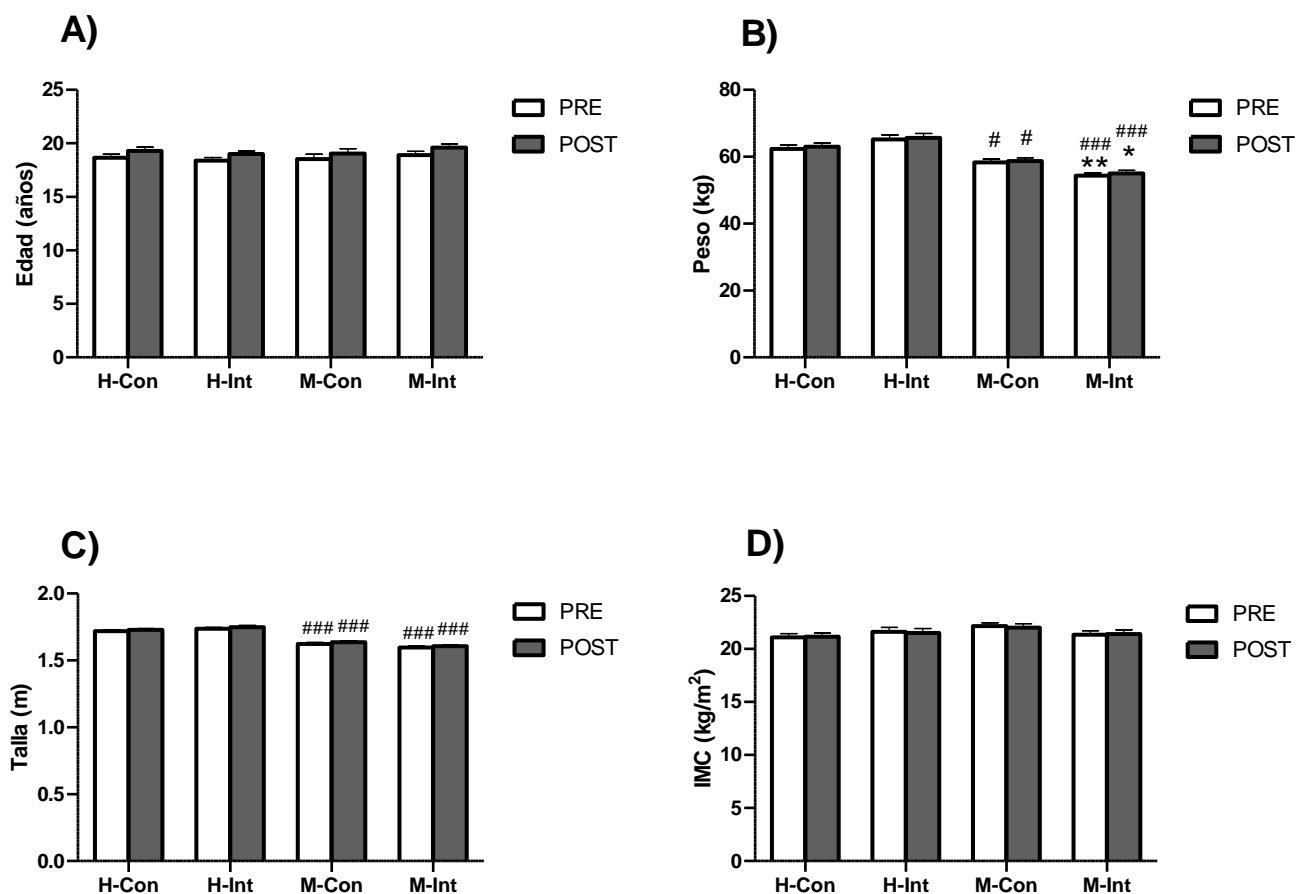 A)
Edad (años)
25
20
15
10
5
0
H-Con H-Int M-Con M-Int
PRE
POST
B)
Peso (kg)
80
60
40
20
0
# # ### ###
** *
H-Con H-Int M-Con M-Int
PRE
POST
C)
Talla (m)
2.0
1.5
1.0
0.5
0.0
### ### ### ###
H-Con H-Int M-Con M-Int
PRE
POST
D)
IMC (kg/m²)
25
20
15
10
5
0
H-Con H-Int M-Con M-Int
PRE
POST